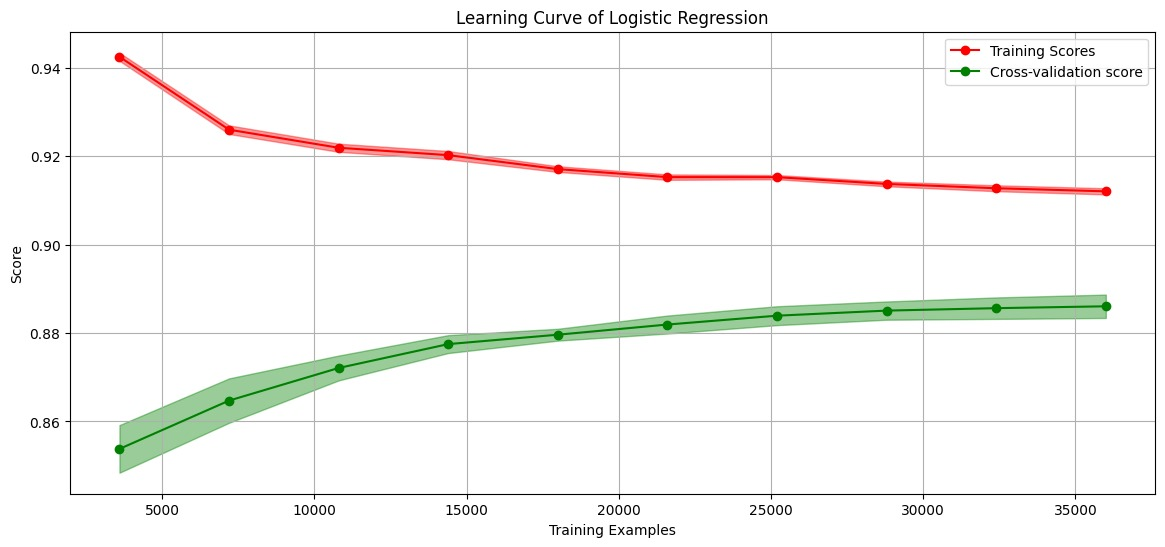 Learning Curve of Logistic Regression
Training Scores
Cross-validation score
0.94
0.92
0.90
0.88
0.86
Score
5000 10000 15000 20000 25000 30000 35000
Training Examples